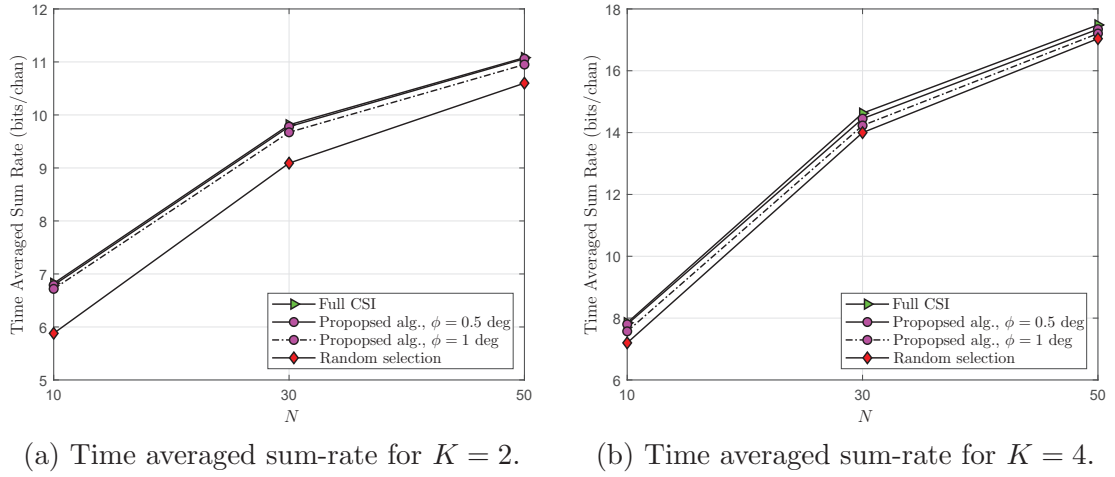 12
11
10
9
8
7
6
5
Time Averaged Sum Rate (bits/chan)
Full CSI
Propopsed alg., ϕ = 0.5 deg
Propopsed alg., ϕ = 1 deg
Random selection
10
30
50
N
18
16
14
12
10
8
6
Time Averaged Sum Rate (bits/chan)
Full CSI
Propopsed alg., ϕ = 0.5 deg
Propopsed alg., ϕ = 1 deg
Random selection
10
30
50
N
(a) Time averaged sum-rate for K = 2.
(b) Time averaged sum-rate for K = 4.